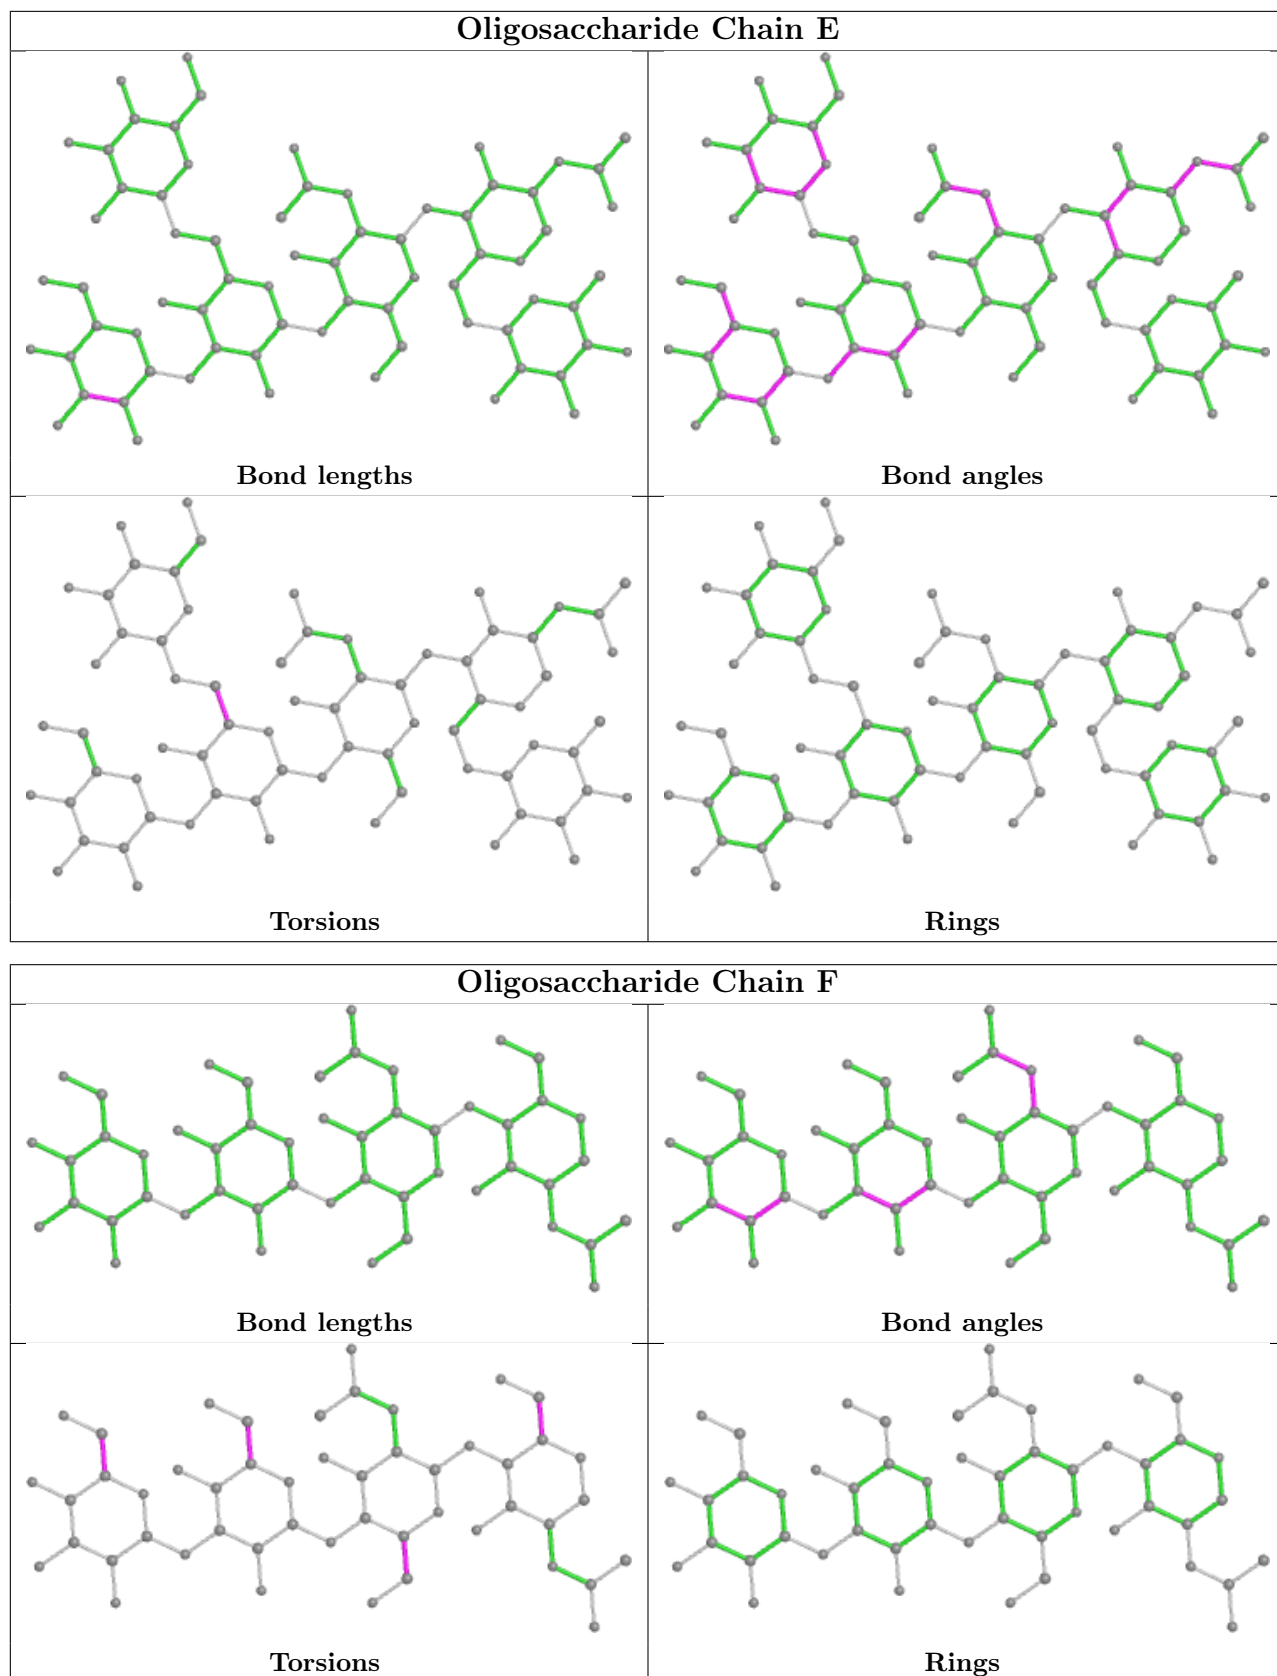 Oligosaccharide Chain E
Bond lengths
Bond angles
Torsions
Rings
Oligosaccharide Chain F
Bond lengths
Bond angles
Torsions
Rings